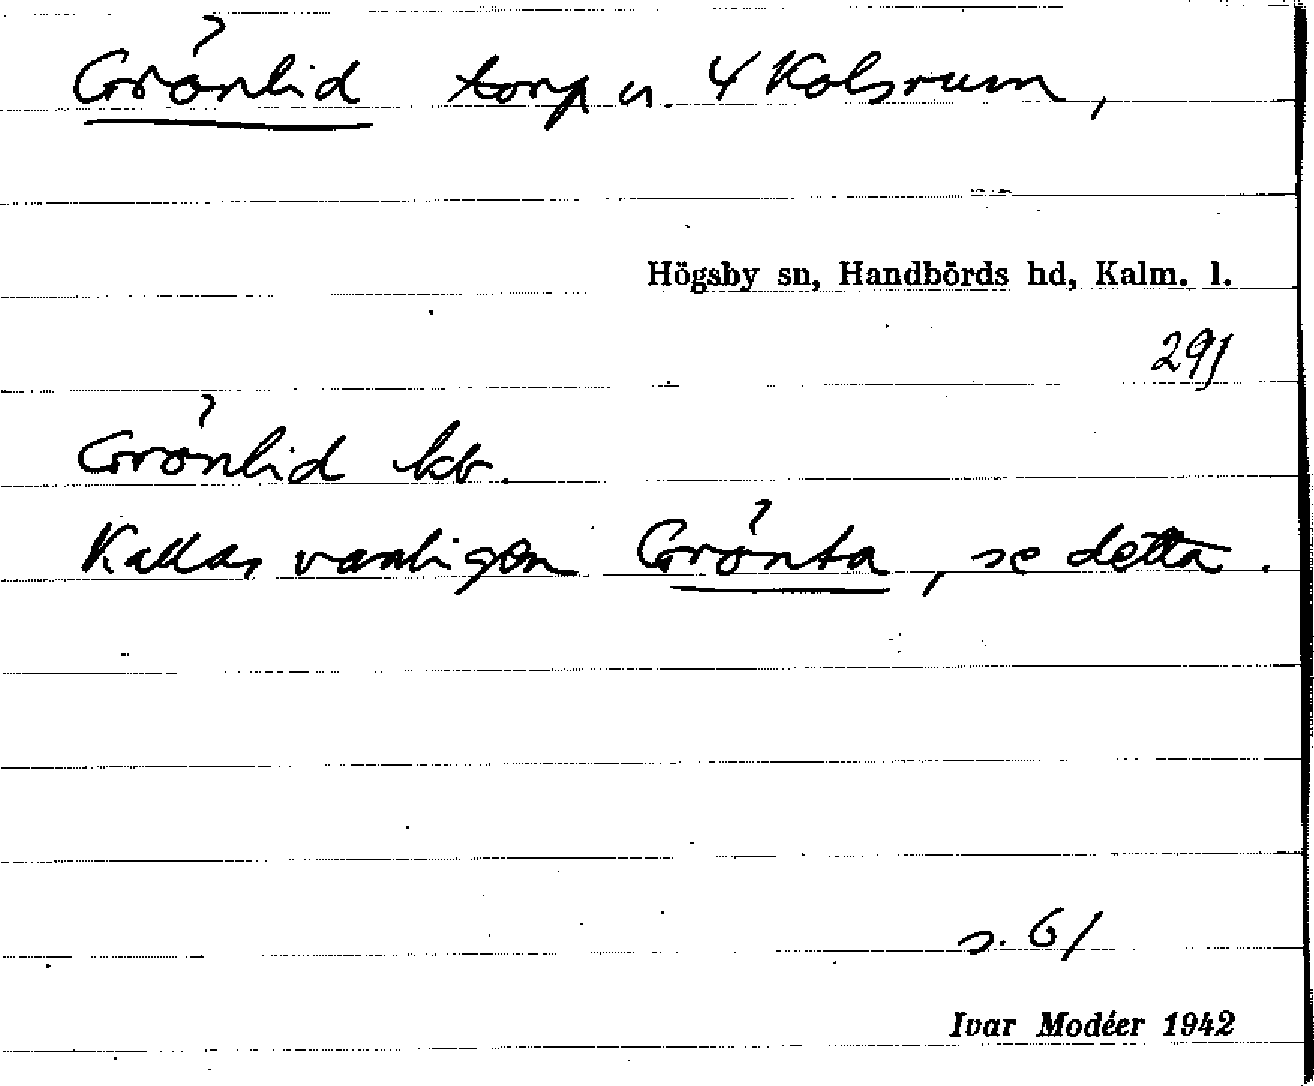 Grönlid torp u. 4 Kolsrum,
Högsby sn, Handbörds hd, Kalm. l.
291
Grönlid kb.
Kallas vanligen Grönta, se detta.
s. 61
Ivar Modéer 1942